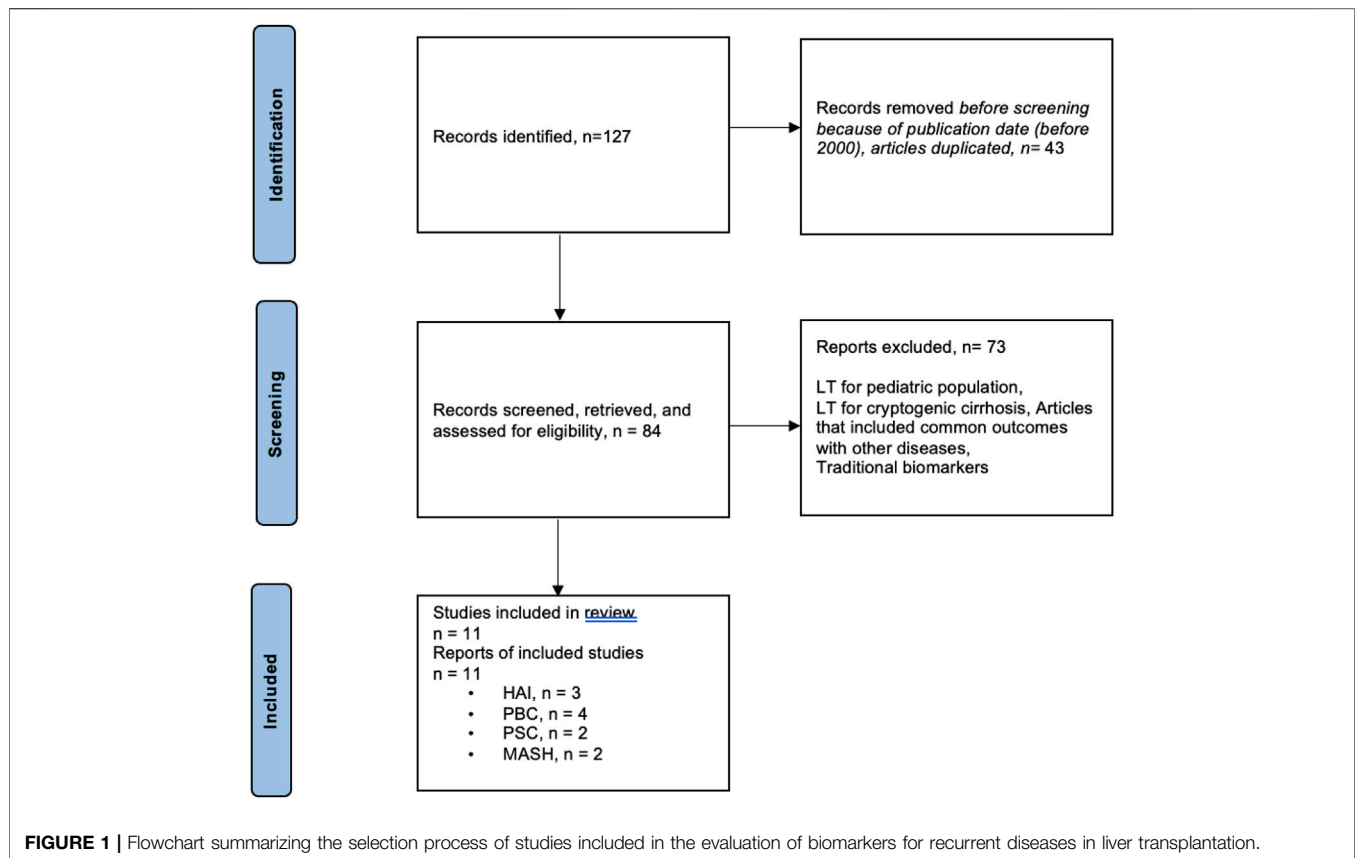 Identification
Records identified, n=127
Records removed before screening
because of publication date (before
2000), articles duplicated, n= 43
Screening
Records screened, retrieved, and
assessed for eligibility, n = 84
Reports excluded, n= 73
LT for pediatric population,
LT for cryptogenic cirrhosis, Articles
that included common outcomes
with other diseases,
Traditional biomarkers
Included
Studies included in review
n = 11
Reports of included studies
n = 11
• HAI, n = 3
• PBC, n = 4
• PSC, n = 2
• MASH, n = 2
FIGURE 1 | Flowchart summarizing the selection process of studies included in the evaluation of biomarkers for recurrent diseases in liver transplantation.